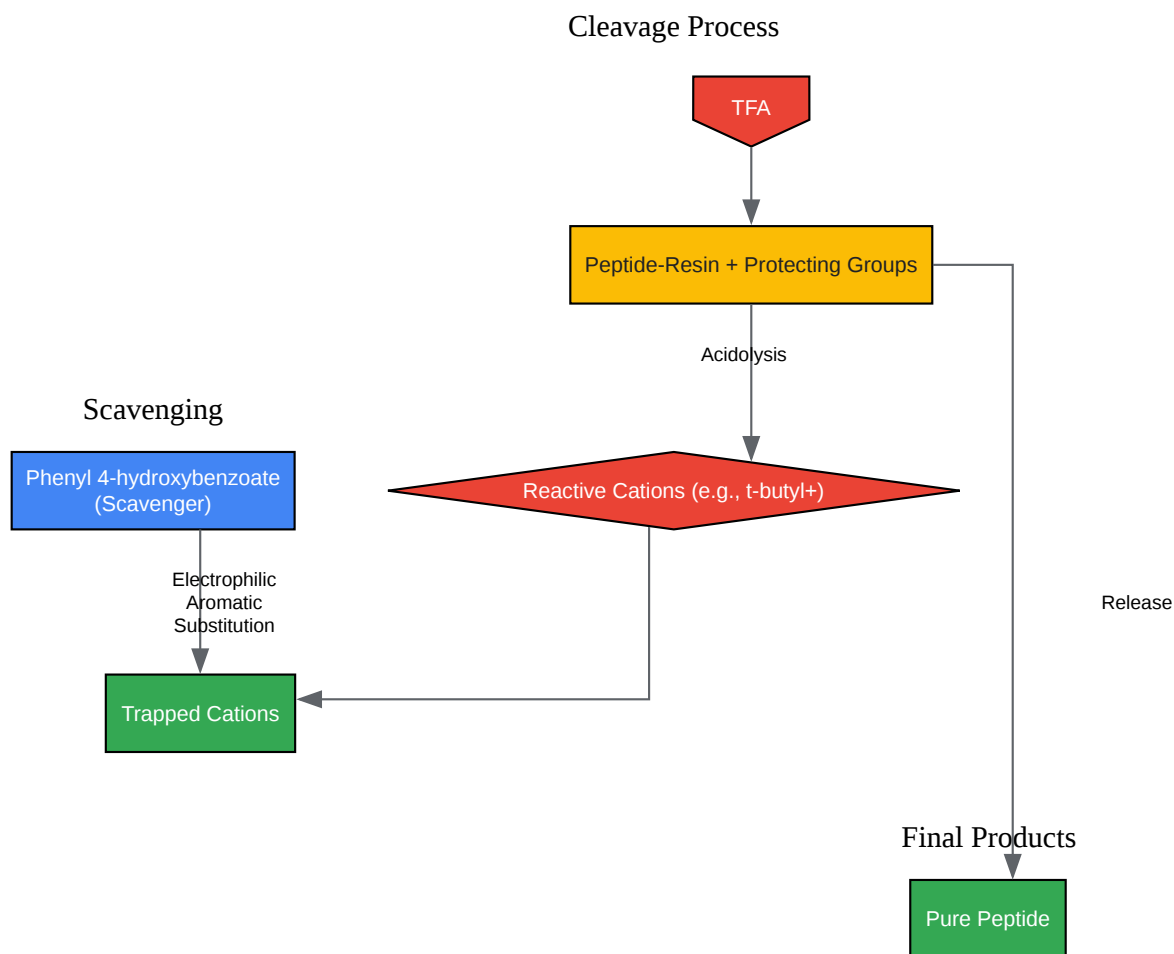 Cleavage Process
TFA
Peptide-Resin + Protecting Groups
Acidolysis
Scavenging
Phenyl 4-hydroxybenzoate
(Scavenger)
Reactive Cations (e.g., t-butyl+)
Electrophilic
Aromatic
Substitution
Release
Trapped Cations
Final Products
Pure Peptide